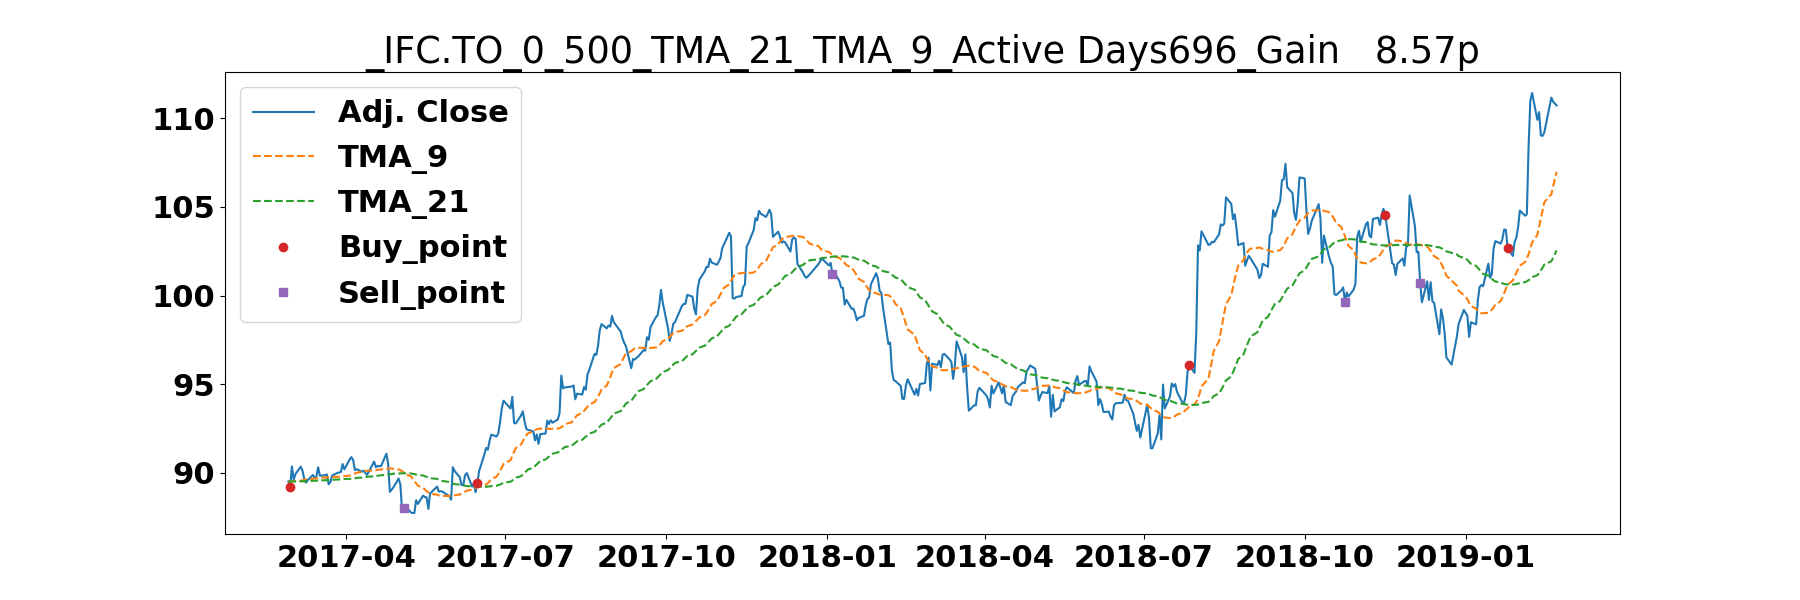 _IFC.TO_0_500_TMA_21_TMA_9_Active Days696_Gain   8.57p
Adj. Close
TMA_9
TMA_21
Buy_point
Sell_point
110
105
100
95
90
2017-04 2017-07 2017-10 2018-01 2018-04 2018-07 2018-10 2019-01